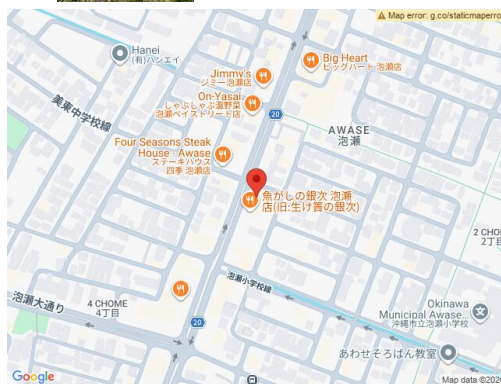 Map error: g.co/staticmaperro
Hanei
(有)ハンエイ
Big Heart
ビッグハート 泡瀬店
Jimmy's
ジミー泡瀬店
On-Yasai
しゃぶしゃぶ温野菜
泡瀬ベイストリート店
美東中学校線
20
AWASE
泡瀬
Four Seasons Steak
House - Awase
ステーキハウス
四季 泡瀬店
魚がしの銀次 泡瀬
店(旧:生け簀の銀次)
2 CHOME
2丁目
泡瀬小学校線
泡瀬大通り
4 CHOME
4丁目
20
Okinawa
Municipal Awase...
沖縄市立泡瀬小学校
あわせそろばん教室
Google
Map data ©202